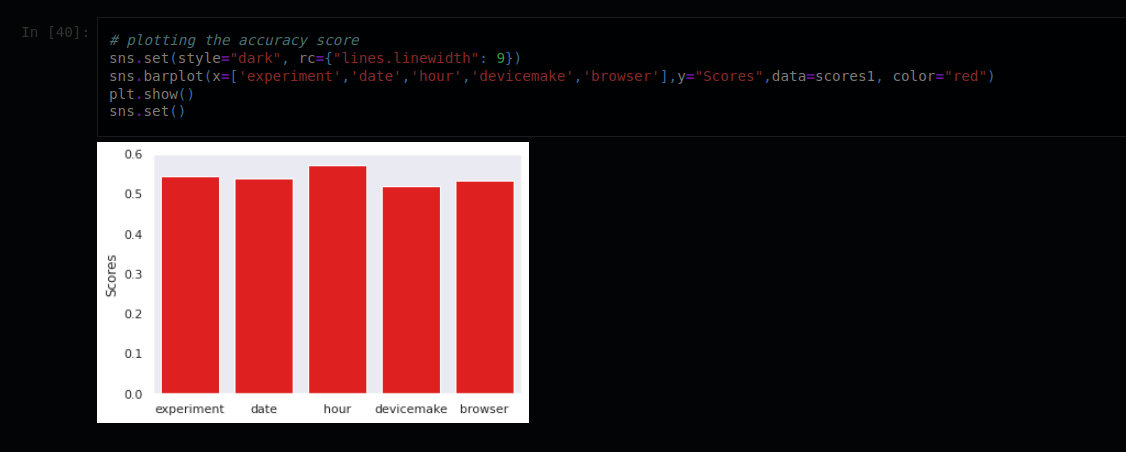 In [40]:
# plotting the accuracy score
sns.set(style="dark", rc={"lines.linewidth": 9})
sns.barplot(x=['experiment','date','hour','devicemake','browser'],y="Scores",data=scores1, color="red")
plt.show()
sns.set()
0.6
0.5
0.4
0.3
0.2
0.1
0.0
Scores
experiment date hour devicemake browser